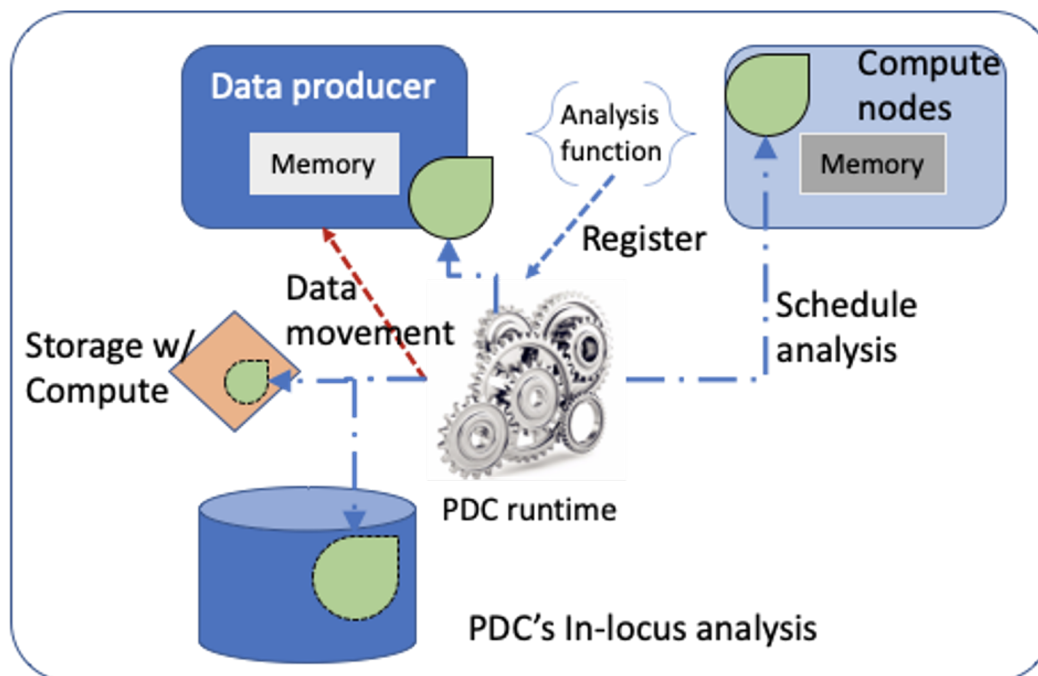 Data producer
Memory
Analysis
function
Compute
nodes
Memory
Register
Data
movement
Schedule
analysis
Storage w/
Compute
PDC runtime
PDC's In-locus analysis